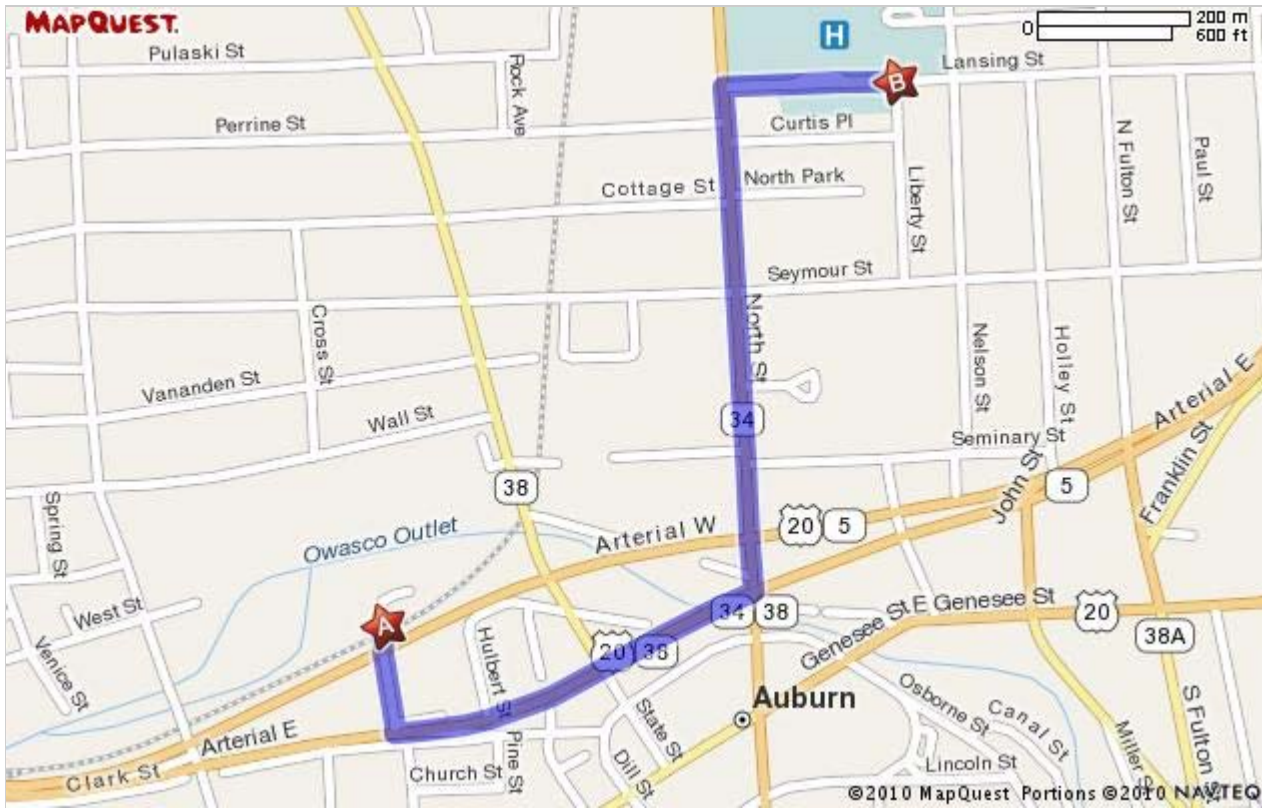 MAPQUEST.
0
200 m
600 ft
H
Pulaski St
Rock Ave
Lansing St
B
Perrine St
Curtis Pl
N Fulton St
Paul St
Cottage St
North Park
Liberty St
Seymour St
Cross St
North St
Nelson St
Holley St
Vananden St
Wall St
34
Arterial E
Seminary St
38
John St
5
Franklin St
Spring St
Owasco Outlet
Arterial W
20
5
West St
A
34
38
Genesee St
E Genesee St
20
38A
Venice St
Hulbert St
20
38
Auburn
Osborne St
Canal St
S Fulton St
Arterial E
State St
Miller St
Clark St
Church St
Pine St
Dill St
Lincoln St
©2010 MapQuest Portions ©2010 NAVTEQ